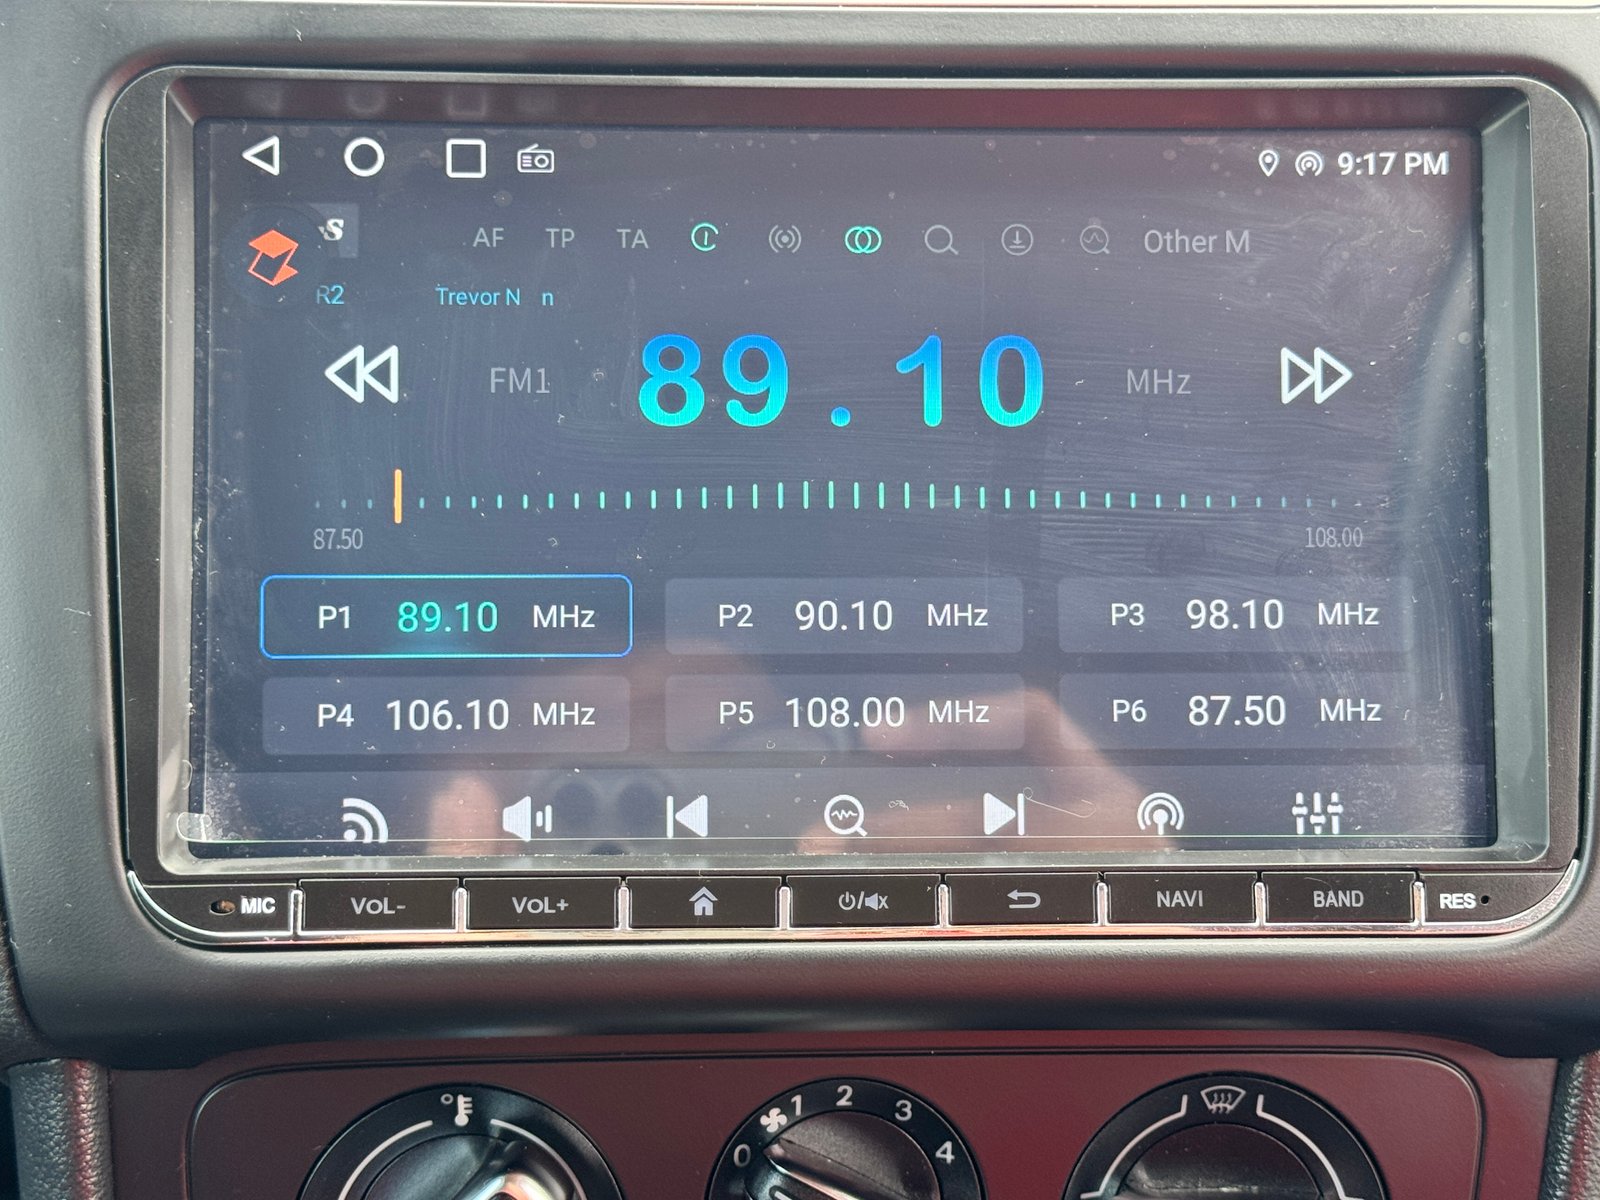 9:17 PM
S
AF TP TA Other M
R2 Trevor N n
FM1 89.10 MHz
87.50 108.00
P1 89.10 MHz P2 90.10 MHz P3 98.10 MHz
P4 106.10 MHz P5 108.00 MHz P6 87.50 MHz
MIC VOL- VOL+ NAVI BAND RES
0 1 2 3 4